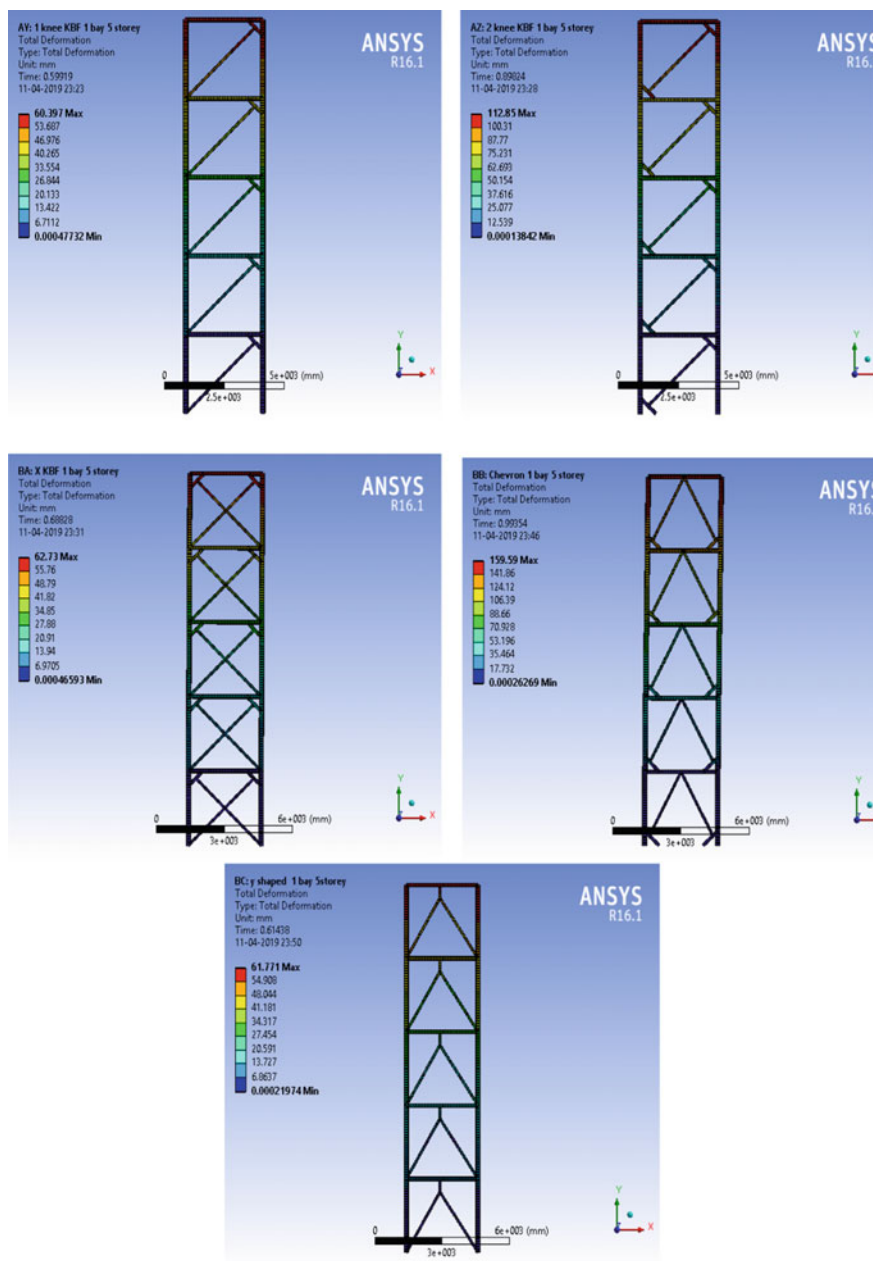 AY: 1 knee KBF 1 bay 5 storey
Total Deformation
Type: Total Deformation
Unit: mm
Time: 0.59919
11-04-2019 23:23
ANSYS
R16.1
60.397 Max
53.687
46.976
40.265
33.554
26.844
20.133
13.422
6.7112
0.00047732 Min
Y
X
0
5e+003 (mm)
2.5e+003
AZ: 2 knee KBF 1 bay 5 storey
Total Deformation
Type: Total Deformation
Unit: mm
Time: 0.89824
11-04-2019 23:28
ANSYS
R16.
112.85 Max
100.31
87.77
75.231
62.693
50.154
37.616
25.077
12.539
0.00013842 Min
Y
0
5e+003 (mm)
2.5e+003
BA: X KBF 1 bay 5 storey
Total Deformation
Type: Total Deformation
Unit: mm
Time: 0.68828
11-04-2019 23:31
ANSYS
R16.1
62.73 Max
55.76
48.79
41.82
34.85
27.88
20.91
13.94
6.9705
0.00046593 Min
Y
X
0
6e+003 (mm)
3e+003
BB: Chevron 1 bay 5 storey
Total Deformation
Type: Total Deformation
Unit: mm
Time: 0.99354
11-04-2019 23:46
ANSYS
R16.
159.59 Max
141.86
124.12
106.39
88.66
70.928
53.196
35.464
17.732
0.00026269 Min
Y
0
6e+003 (mm)
3e+003
BC: y shaped 1 bay 5storey
Total Deformation
Type: Total Deformation
Unit: mm
Time: 0.61438
11-04-2019 23:50
ANSYS
R16.1
61.771 Max
54.908
48.044
41.181
34.317
27.454
20.591
13.727
6.8637
0.00021974 Min
Y
X
0
6e+003 (mm)
3e+003